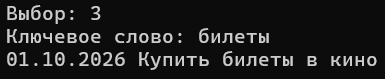 Выбор: 3
Ключевое слово: билеты
01.10.2026 Купить билеты в кино